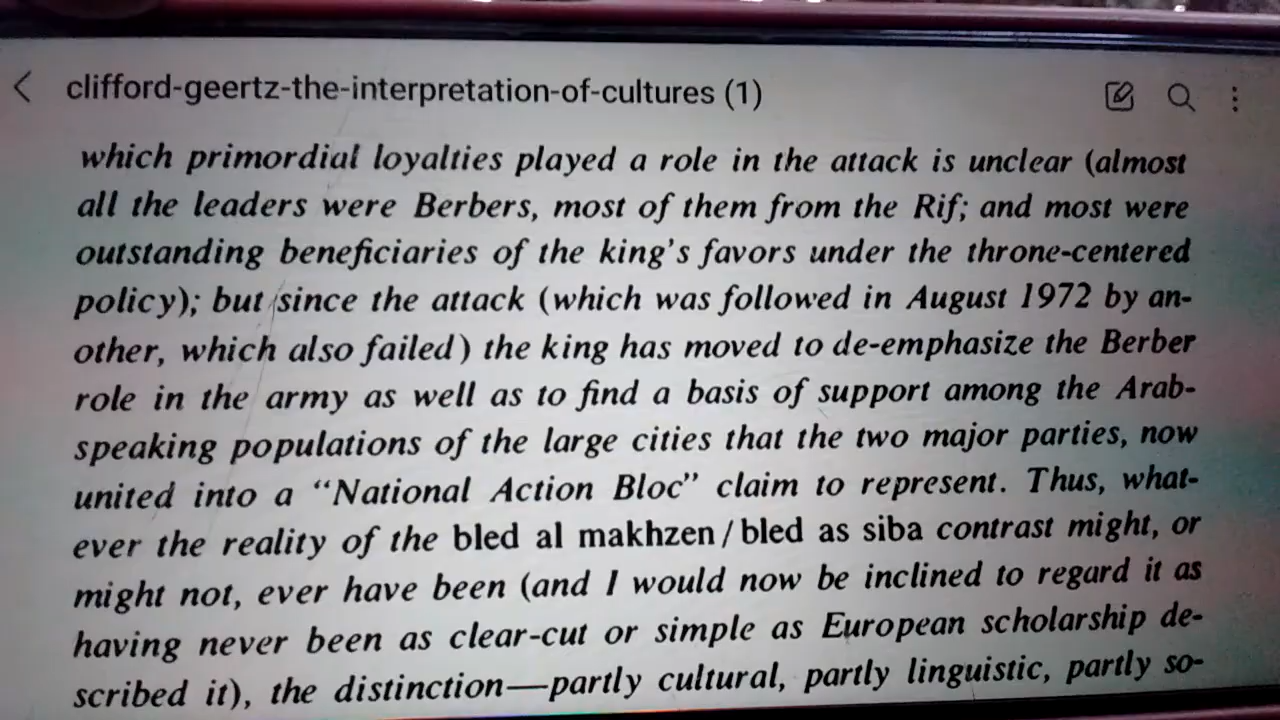 clifford-geertz-the-interpretation-of-cultures (1)
which primordial loyalties played a role in the attack is unclear (almost
all the leaders were Berbers, most of them from the Rif; and most were
outstanding beneficiaries of the king's favors under the throne-centered
policy); but since the attack (which was followed in August 1972 by an-
other, which also failed) the king has moved to de-emphasize the Berber
role in the army as well as to find a basis of support among the Arab-
speaking populations of the large cities that the two major parties, now
united into a “National Action Bloc” claim to represent. Thus, what-
ever the reality of the bled al makhzen / bled as siba contrast might, or
might not, ever have been (and I would now be inclined to regard it as
having never been as clear-cut or simple as European scholarship de-
scribed it), the distinction—partly cultural, partly linguistic, partly so-